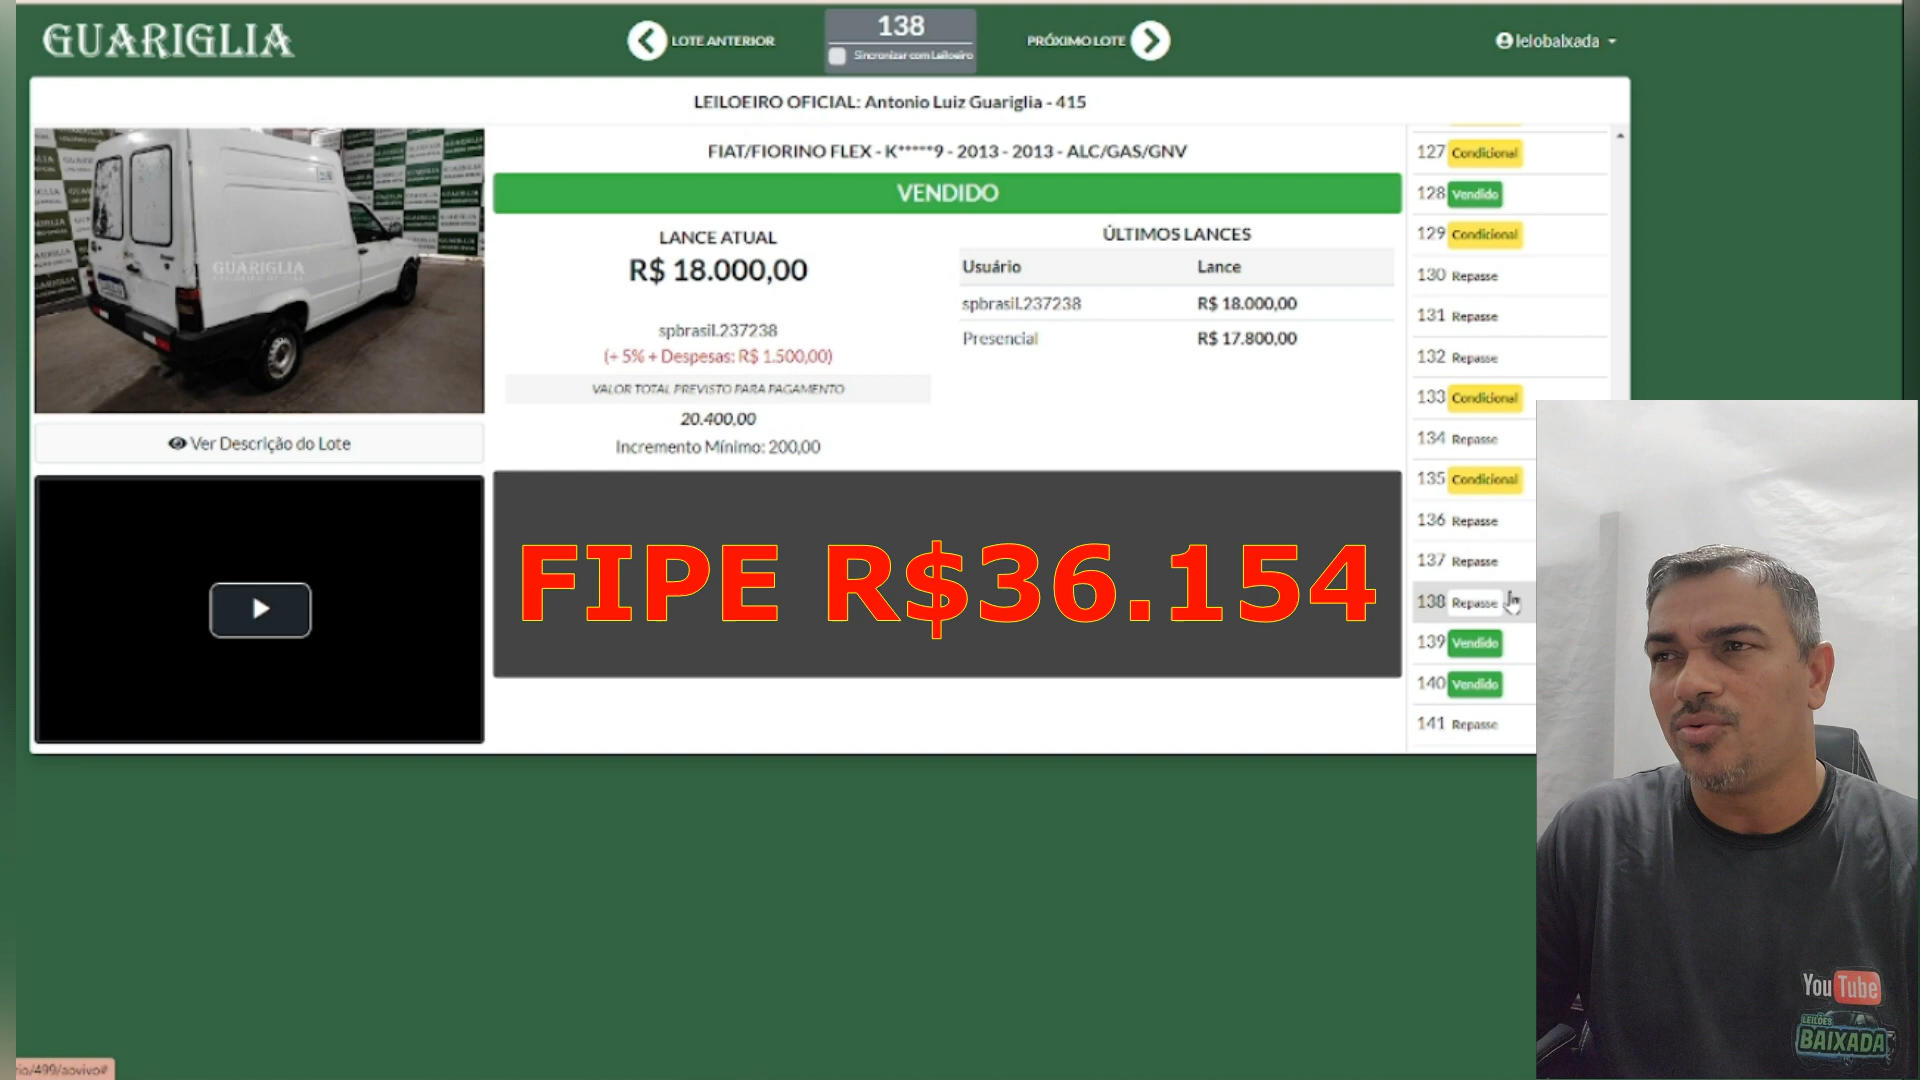 GUARIGLIA
LOTE ANTERIOR
138
Sincronizar com Leiloeiro
PRÓXIMO LOTE
lelobaixada
LEILOEIRO OFICIAL: Antonio Luiz Guariglia - 415
GUARIGLIA
Ver Descrição do Lote
FIAT/FIORINO FLEX - K*****9 - 2013 - 2013 - ALC/GAS/GNV
VENDIDO
LANCE ATUAL
R$ 18.000,00
spbrasil.237238
(+ 5% + Despesas: R$ 1.500,00)
VALOR TOTAL PREVISTO PARA PAGAMENTO
20.400,00
Incremento Mínimo: 200,00
ÚLTIMOS LANCES
Usuário Lance
spbrasil.237238 R$ 18.000,00
Presencial R$ 17.800,00
FIPE R$36.154
127 Condicional
128 Vendido
129 Condicional
130 Repasse
131 Repasse
132 Repasse
133 Condicional
134 Repasse
135 Condicional
136 Repasse
137 Repasse
138 Repasse
139 Vendido
140 Vendido
141 Repasse
YouTube
LEILÕES
BAIXADA
rio/499/aovivo#